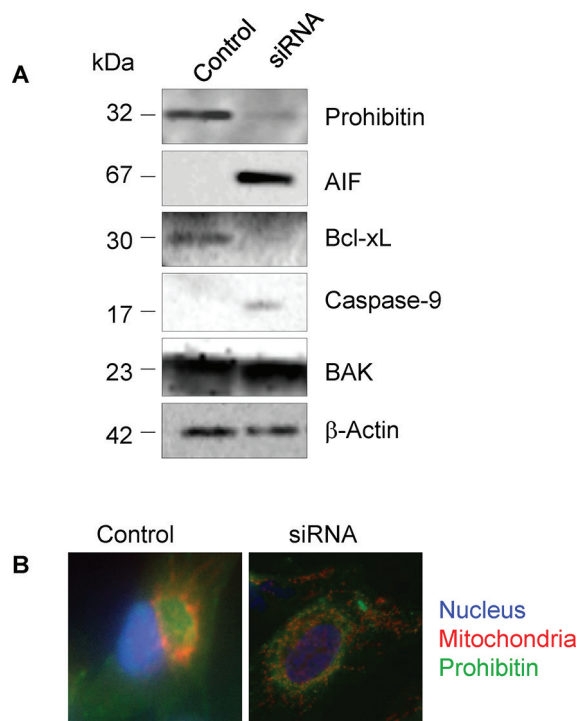 A
kDa
Control
siRNA
32
Prohibitin
67
AIF
30
Bcl-xL
17
Caspase-9
23
BAK
42
β-Actin
B
Control
siRNA
Nucleus
Mitochondria
Prohibitin